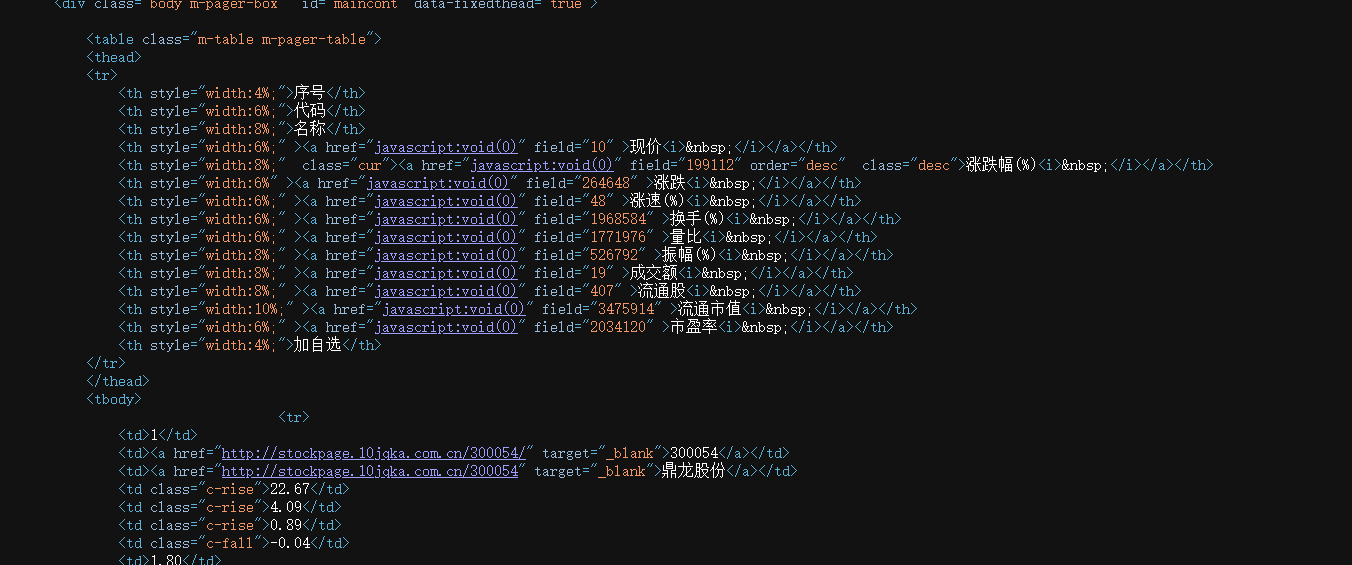 <div class="body m-pager-box" id="maincont" data-fixedthead="true">
<table class="m-table m-pager-table">
<thead>
<tr>
<th style="width:4%;">序号</th>
<th style="width:6%;">代码</th>
<th style="width:8%;">名称</th>
<th style="width:6%;" ><a href="javascript:void(0)" field="10" >现价<i>&nbsp;</i></a></th>
<th style="width:8%;"  class="cur"><a href="javascript:void(0)" field="199112" order="desc"  class="desc">涨跌幅(%)<i>&nbsp;</i></a></th>
<th style="width:6%" ><a href="javascript:void(0)" field="264648" >涨跌<i>&nbsp;</i></a></th>
<th style="width:6%;" ><a href="javascript:void(0)" field="48" >涨速(%)<i>&nbsp;</i></a></th>
<th style="width:6%;" ><a href="javascript:void(0)" field="1968584" >换手(%)<i>&nbsp;</i></a></th>
<th style="width:6%;" ><a href="javascript:void(0)" field="1771976" >量比<i>&nbsp;</i></a></th>
<th style="width:8%;" ><a href="javascript:void(0)" field="526792" >振幅(%)<i>&nbsp;</i></a></th>
<th style="width:8%;" ><a href="javascript:void(0)" field="19" >成交额<i>&nbsp;</i></a></th>
<th style="width:8%;" ><a href="javascript:void(0)" field="407" >流通股<i>&nbsp;</i></a></th>
<th style="width:10%;" ><a href="javascript:void(0)" field="3475914" >流通市值<i>&nbsp;</i></a></th>
<th style="width:6%;" ><a href="javascript:void(0)" field="2034120" >市盈率<i>&nbsp;</i></a></th>
<th style="width:4%;">加自选</th>
</tr>
</thead>
<tbody>
<tr>
<td>1</td>
<td><a href="http://stockpage.10jqka.com.cn/300054/" target="_blank">300054</a></td>
<td><a href="http://stockpage.10jqka.com.cn/300054" target="_blank">鼎龙股份</a></td>
<td class="c-rise">22.67</td>
<td class="c-rise">4.09</td>
<td class="c-rise">0.89</td>
<td class="c-fall">-0.04</td>
<td>1.80</td>